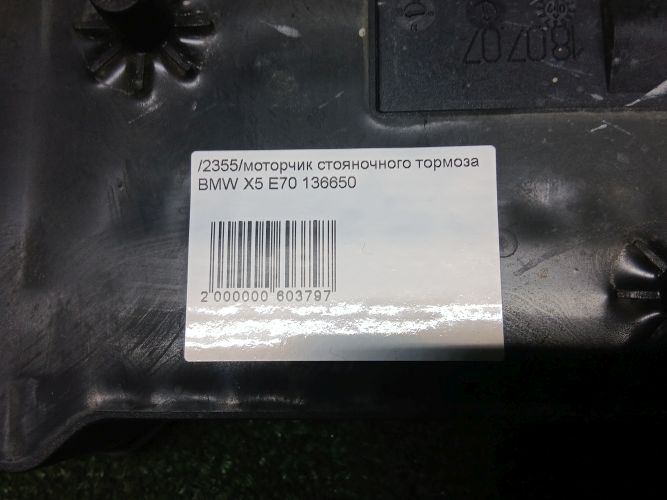 180707
/2355/моторчик стояночного тормоза
BMW X5 E70 136650
2 000000 603797